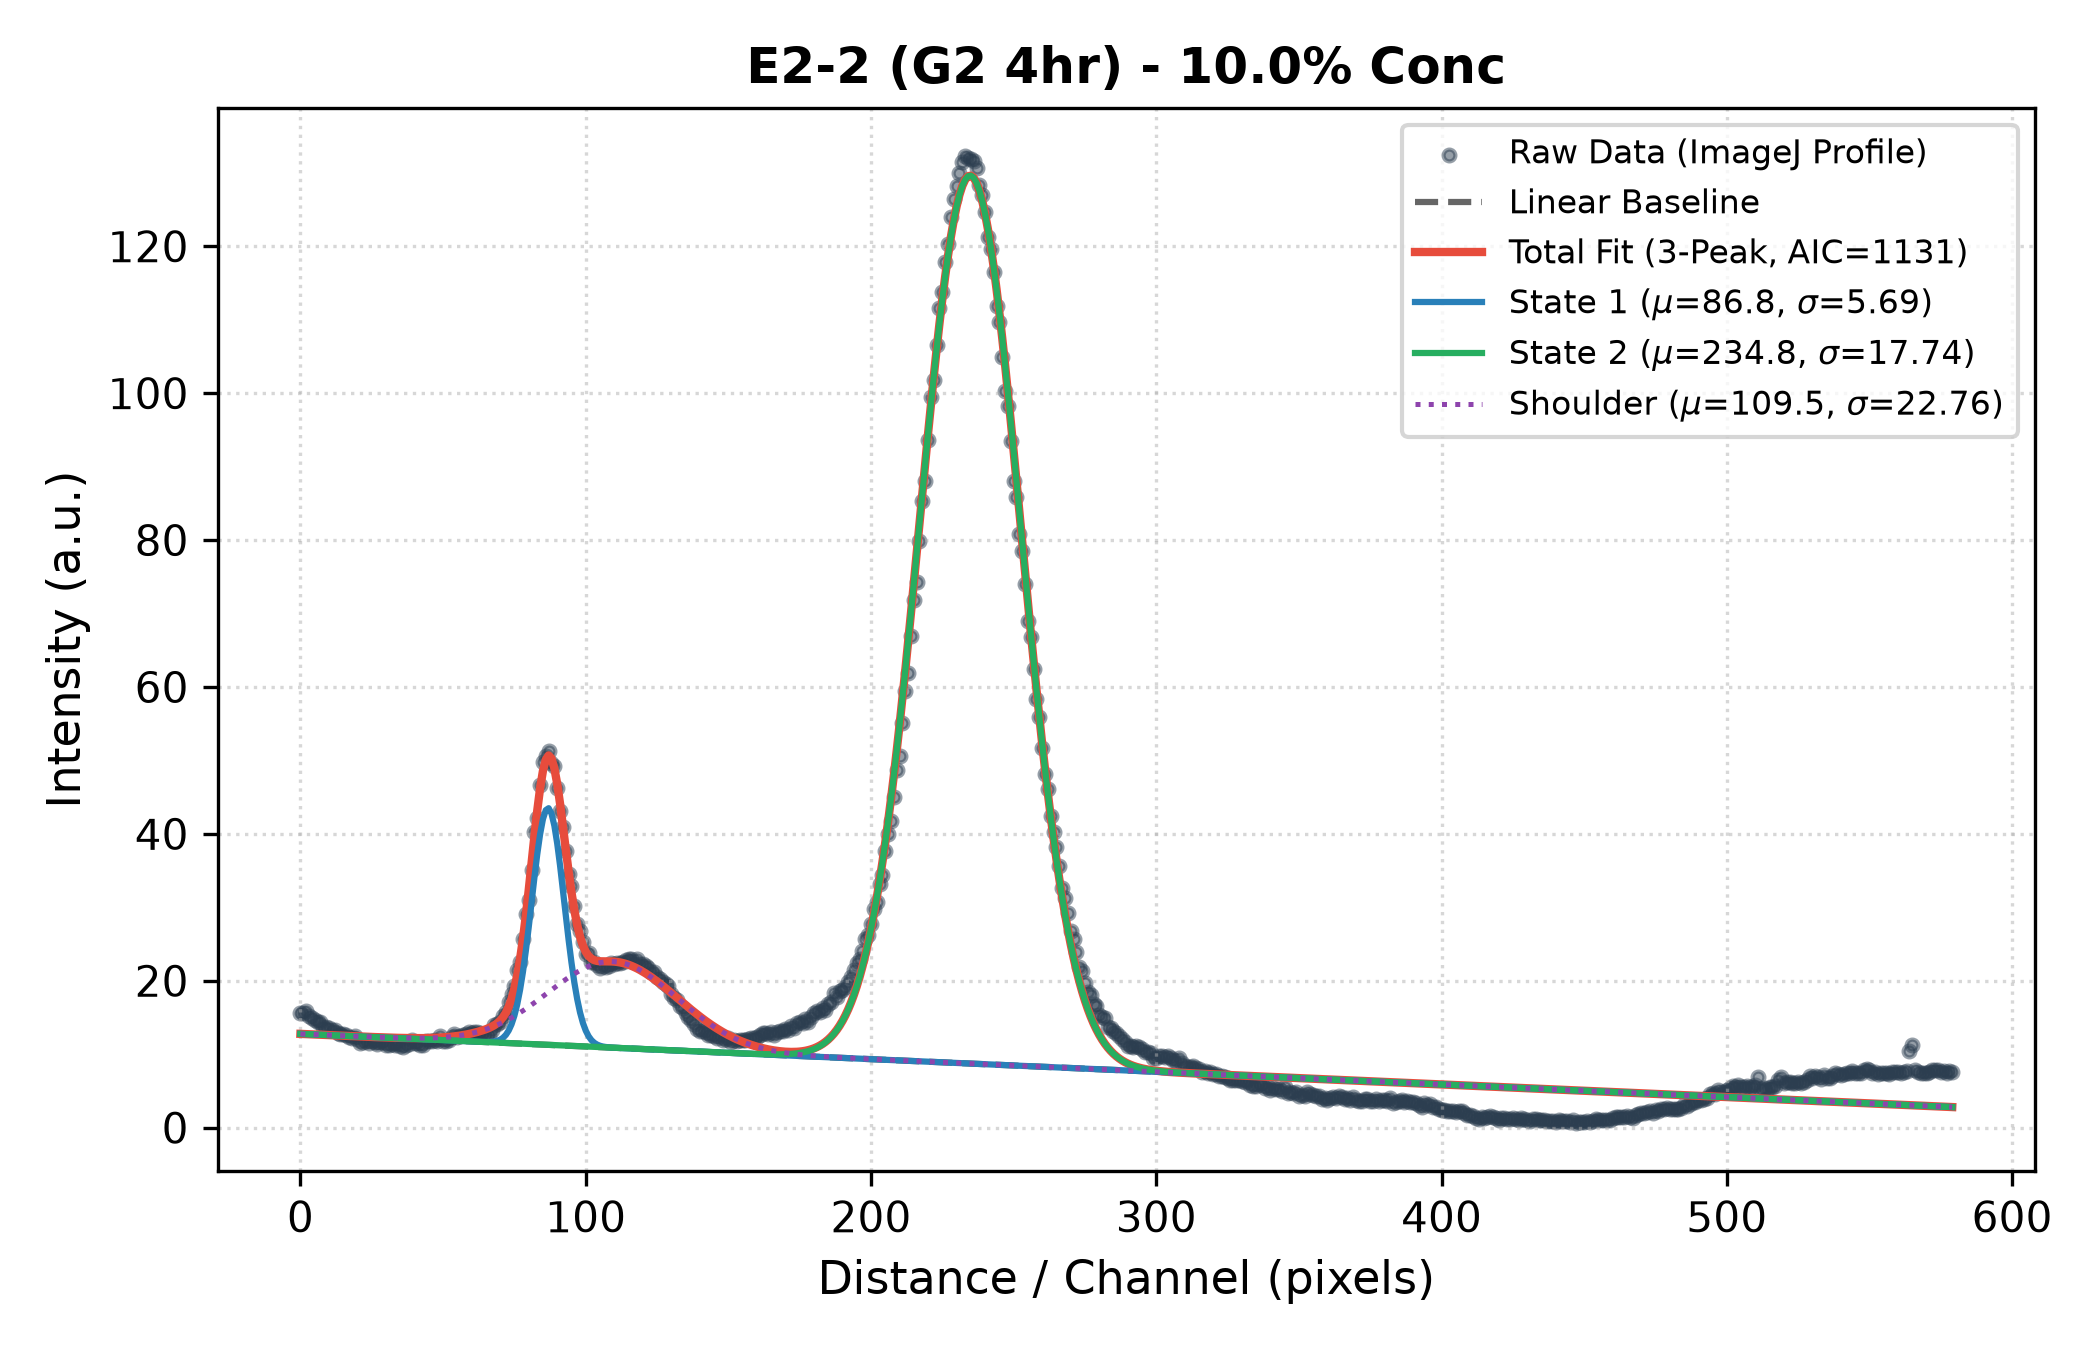 E2-2 (G2 4hr) - 10.0% Conc
Raw Data (ImageJ Profile)
Linear Baseline
Total Fit (3-Peak, AIC=1131)
State 1 (μ=86.8, σ=5.69)
State 2 (μ=234.8, σ=17.74)
Shoulder (μ=109.5, σ=22.76)
Intensity (a.u.)
120
100
80
60
40
20
0
0 100 200 300 400 500 600
Distance / Channel (pixels)